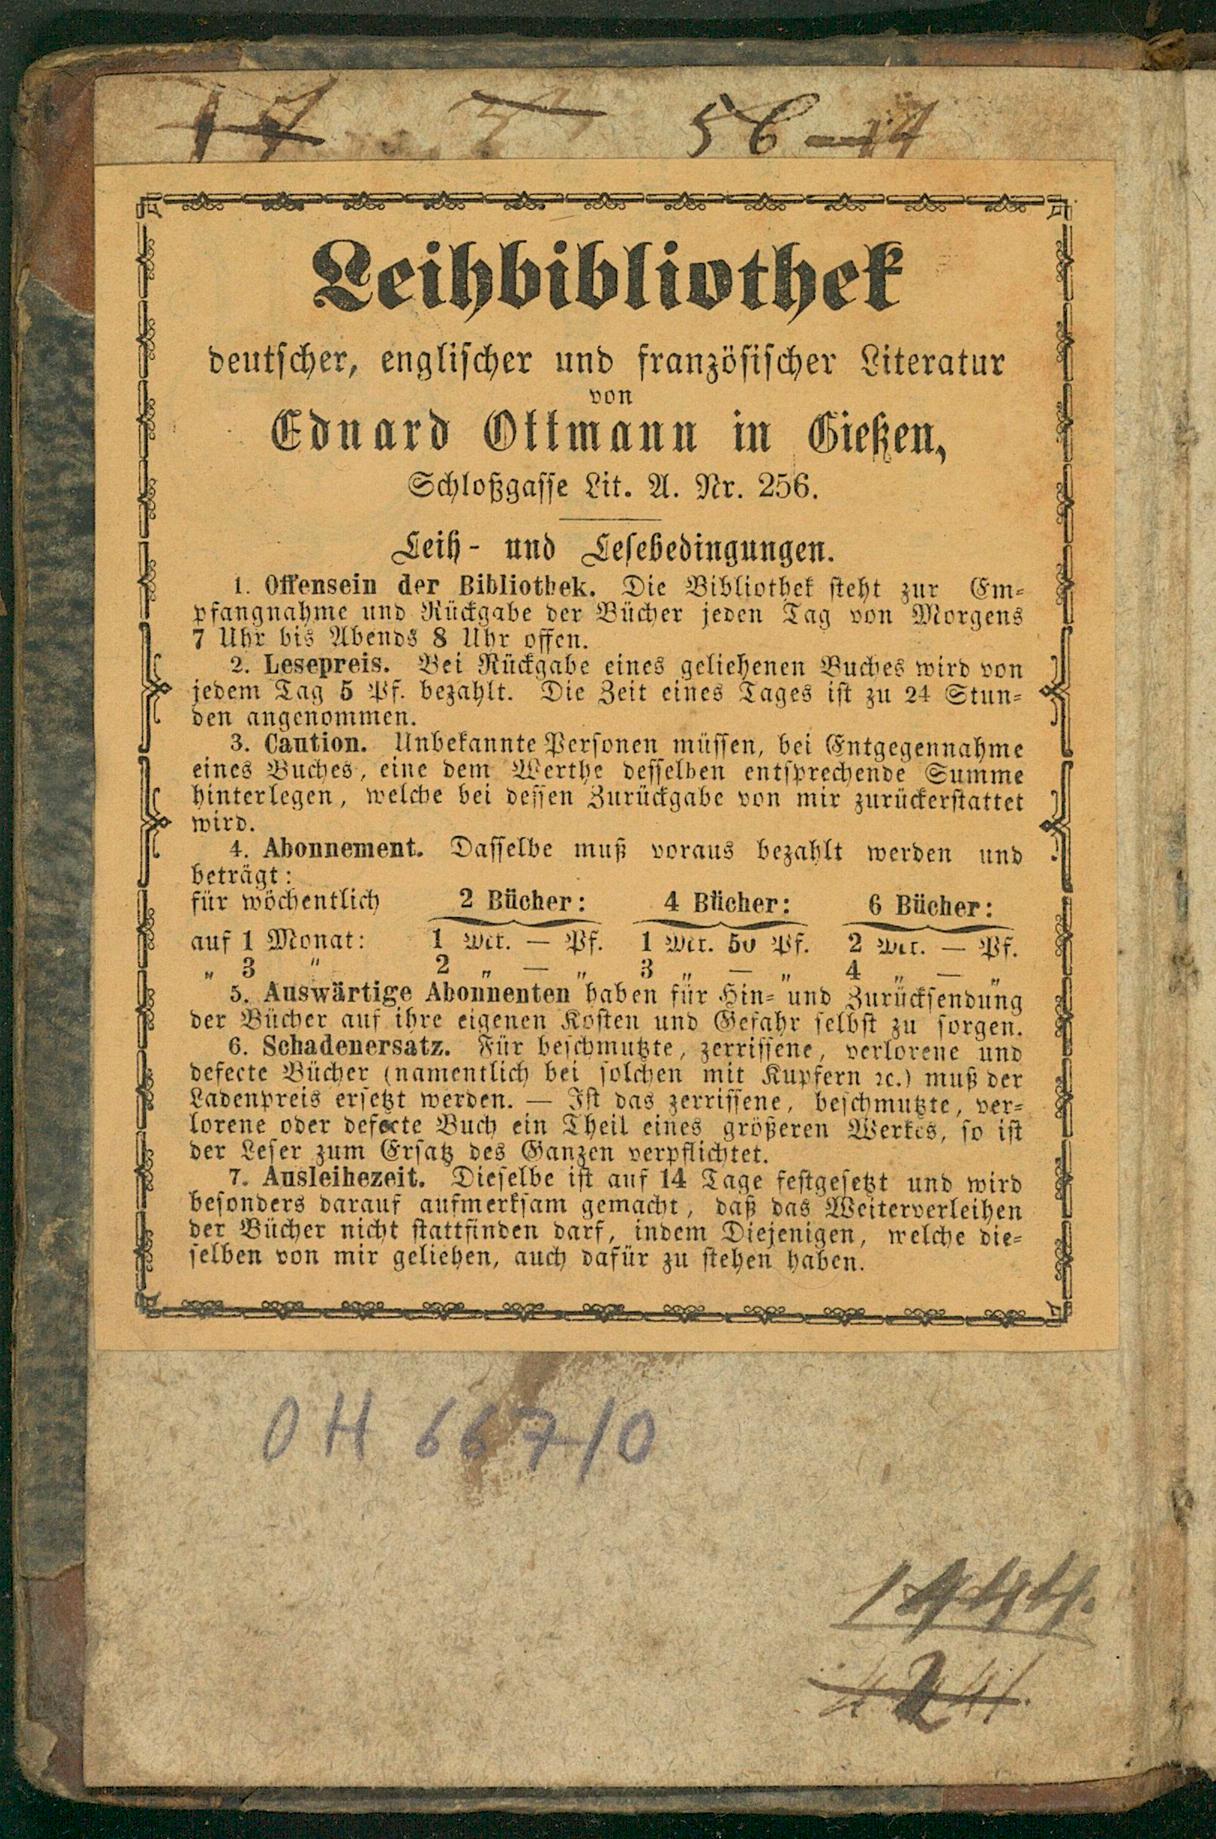 56
Leihbibliothek
deutscher, englischer und französischer Literatur
von
Eduard Ottmann in Gießen,
Schloßgasse Lit. A. Nr. 256.
Leih- und Lesebedingungen.
1. Offensein der Bibliothek. Die Bibliothek steht zur Em-
pfangnahme und Rückgabe der Bücher jeden Tag von Morgens
7 Uhr bis Abends 8 Uhr offen.
2. Lesepreis. Bei Rückgabe eines geliehenen Buches wird von
jedem Tag 5 Pf. bezahlt. Die Zeit eines Tages ist zu 24 Stun-
den angenommen.
3. Caution. Unbekannte Personen müssen, bei Entgegennahme
eines Buches, eine dem Werthe desselben entsprechende Summe
hinterlegen, welche bei dessen Zurückgabe von mir zurückerstattet
wird.
4. Abonnement. Dasselbe muß voraus bezahlt werden und
beträgt:
für wöchentlich 2 Bücher: 4 Bücher: 6 Bücher:
auf 1 Monat: 1 Mk. — Pf. 1 Mk. 50 Pf. 2 Mk. — Pf.
„ 3 „ 2 „ — „ 3 „ — „ 4 „ — „
5. Auswärtige Abonnenten haben für Hin- und Zurücksendung
der Bücher auf ihre eigenen Kosten und Gefahr selbst zu sorgen.
6. Schadenersatz. Für beschmutzte, zerrissene, verlorene und
defecte Bücher (namentlich bei solchen mit Kupfern ꝛc.) muß der
Ladenpreis ersetzt werden. — Ist das zerrissene, beschmutzte, ver-
lorene oder defecte Buch ein Theil eines größeren Werkes, so ist
der Leser zum Ersatz des Ganzen verpflichtet.
7. Ausleihezeit. Dieselbe ist auf 14 Tage festgesetzt und wird
besonders darauf aufmerksam gemacht, daß das Weiterverleihen
der Bücher nicht stattfinden darf, indem Diejenigen, welche die-
selben von mir geliehen, auch dafür zu stehen haben.
OH 667/0
1444.
2